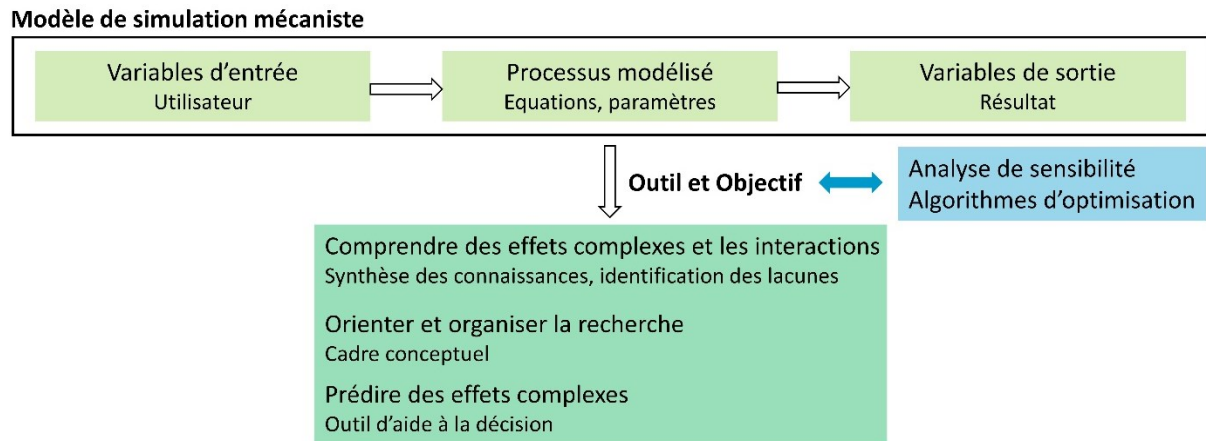 Modèle de simulation mécaniste
Variables d’entrée
Utilisateur
Processus modélisé
Equations, paramètres
Variables de sortie
Résultat
Outil et Objectif
Analyse de sensibilité
Algorithmes d’optimisation
Comprendre des effets complexes et les interactions
Synthèse des connaissances, identification des lacunes
Orienter et organiser la recherche
Cadre conceptuel
Prédire des effets complexes
Outil d’aide à la décision